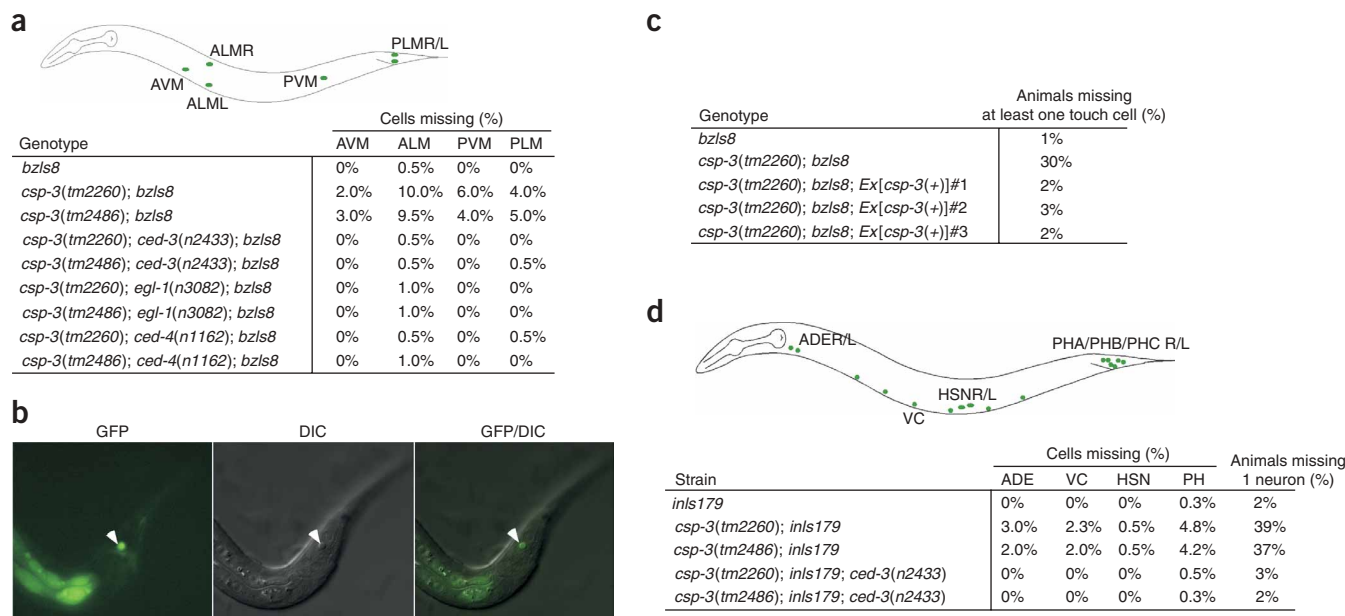 a
ALMR
PLMR/L
AVM
PVM
ALML
Cells missing (%)
Genotype AVM ALM PVM PLM
bzIs8 0% 0.5% 0% 0%
csp-3(tm2260); bzIs8 2.0% 10.0% 6.0% 4.0%
csp-3(tm2486); bzIs8 3.0% 9.5% 4.0% 5.0%
csp-3(tm2260); ced-3(n2433); bzIs8 0% 0.5% 0% 0%
csp-3(tm2486); ced-3(n2433); bzIs8 0% 0.5% 0% 0.5%
csp-3(tm2260); egl-1(n3082); bzIs8 0% 1.0% 0% 0%
csp-3(tm2486); egl-1(n3082); bzIs8 0% 1.0% 0% 0%
csp-3(tm2260); ced-4(n1162); bzIs8 0% 0.5% 0% 0.5%
csp-3(tm2486); ced-4(n1162); bzIs8 0% 1.0% 0% 0%
b
GFP DIC GFP/DIC
c
Animals missing
Genotype at least one touch cell (%)
bzIs8 1%
csp-3(tm2260); bzIs8 30%
csp-3(tm2260); bzIs8; Ex[csp-3(+)]#1 2%
csp-3(tm2260); bzIs8; Ex[csp-3(+)]#2 3%
csp-3(tm2260); bzIs8; Ex[csp-3(+)]#3 2%
d
ADER/L
PHA/PHB/PHC R/L
HSNR/L
VC
Cells missing (%) Animals missing
Strain ADE VC HSN PH 1 neuron (%)
inIs179 0% 0% 0% 0.3% 2%
csp-3(tm2260); inIs179 3.0% 2.3% 0.5% 4.8% 39%
csp-3(tm2486); inIs179 2.0% 2.0% 0.5% 4.2% 37%
csp-3(tm2260); inIs179; ced-3(n2433) 0% 0% 0% 0.5% 3%
csp-3(tm2486); inIs179; ced-3(n2433) 0% 0% 0% 0.3% 2%